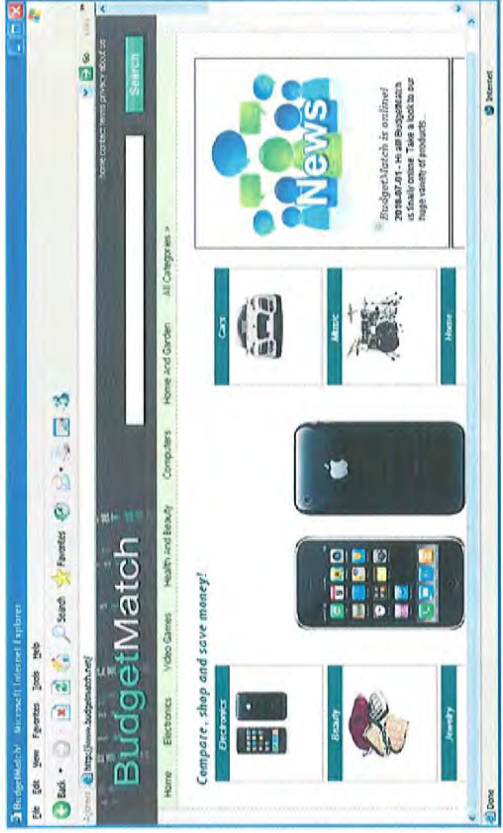 BudgetMatch! - Microsoft Internet Explorer
File Edit View Favorites Tools Help
Back Search Favorites
Address http://www.budgetmatch.net/ Go
home contact terms privacy about us
BudgetMatch
Search
Home Electronics Video Games Health And Beauty Computers Home And Garden All Categories >
Compare, shop and save money!
Electronics
Cars
News
Beauty
Music
BudgetMatch is online!
2010-07-01 - Hi all! BudgetMatch
is finally online. Take a look to our
huge variety of products...
Jewelry
Home
Done Internet